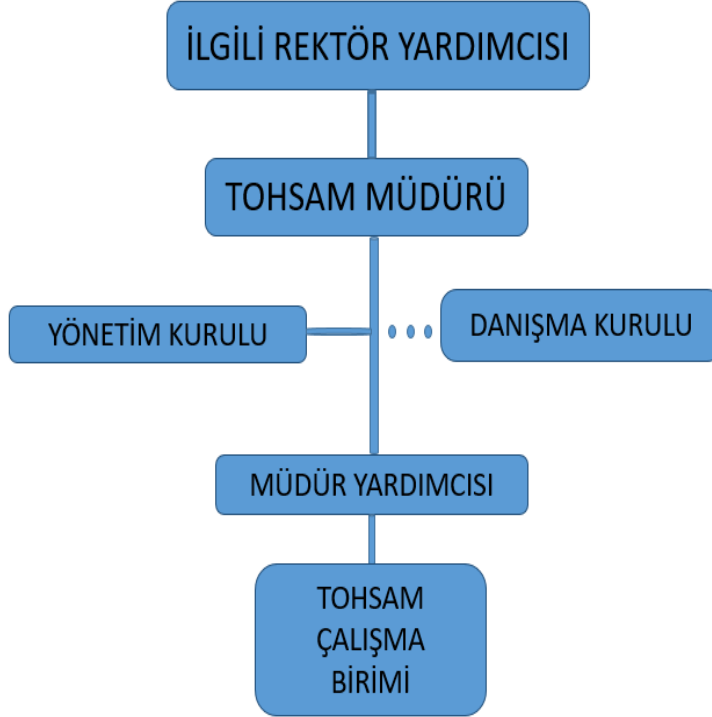 İLGİLİ REKTÖR YARDIMCISI
TOHSAM MÜDÜRÜ
YÖNETİM KURULU
DANIŞMA KURULU
MÜDÜR YARDIMCISI
TOHSAM
ÇALIŞMA
BİRİMİ